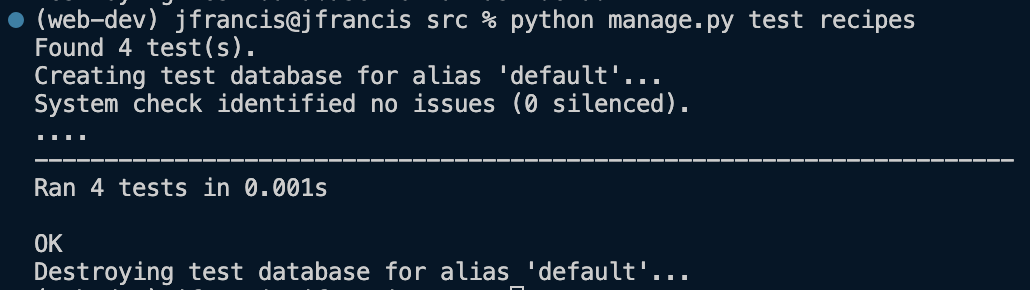 (web-dev) jfrancis@jfrancis src % python manage.py test recipes
Found 4 test(s).
Creating test database for alias 'default'...
System check identified no issues (0 silenced).
....
----------------------------------------------------------------------
Ran 4 tests in 0.001s
OK
Destroying test database for alias 'default'...